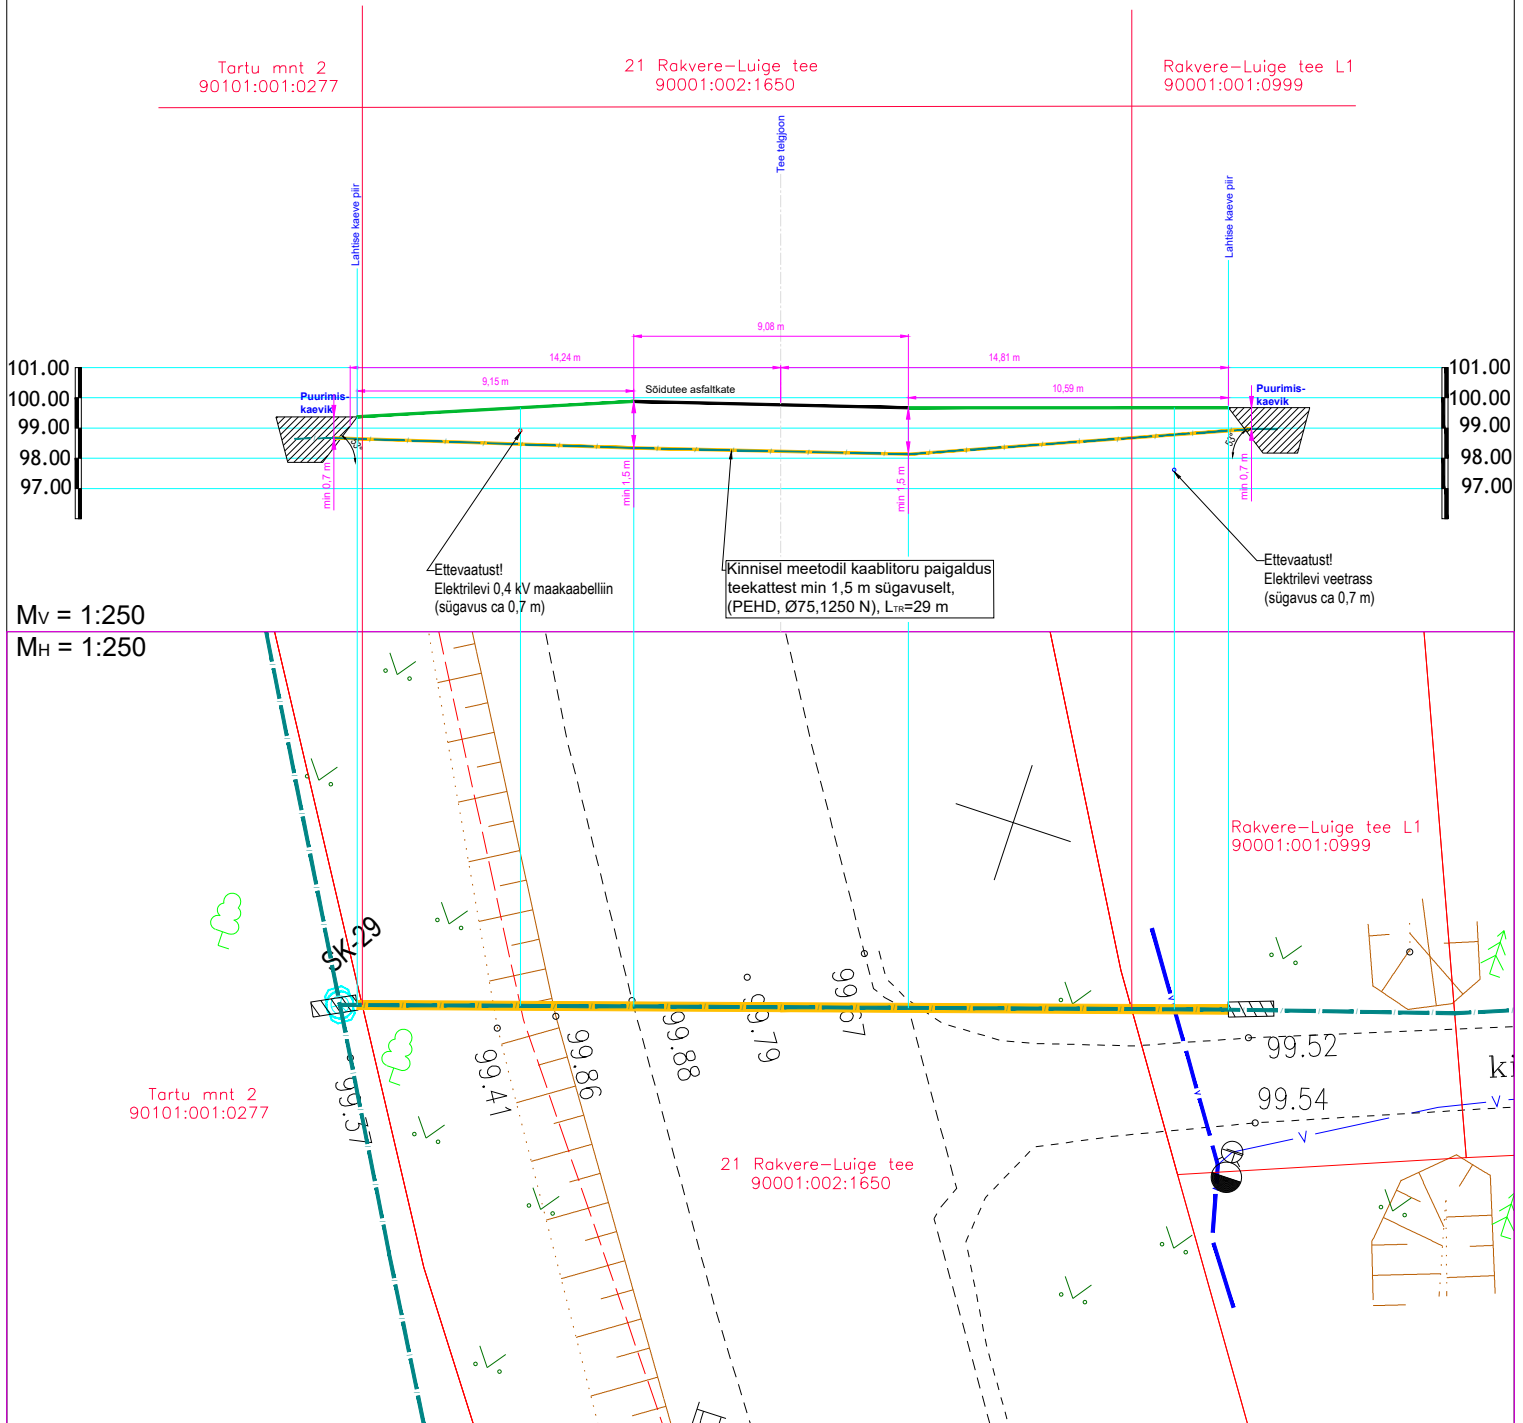 Tartu mnt 2
90101:001:0277
21 Rakvere-Luige tee
90001:002:1650
Rakvere-Luige tee L1
90001:001:0999
Lahtise kaeve piir
Tee telgjoon
Lahtise kaeve piir
9,08 m
14,24 m
14,81 m
9,15 m
10,59 m
Sõidutee asfaltkate
Puurimis-
kaevik
Puurimis-
kaevik
101.00
100.00
99.00
98.00
97.00
101.00
100.00
99.00
98.00
97.00
min 0,7 m
min 1,5 m
min 1,5 m
min 0,7 m
Ettevaatust!
Elektrilevi 0,4 kV maakaabelliin
(sügavus ca 0,7 m)
Kinnisel meetodil kaablitoru paigaldus
teekattest min 1,5 m sügavuselt,
(PEHD, Ø75,1250 N), LTR=29 m
Ettevaatust!
Elektrilevi veetrass
(sügavus ca 0,7 m)
MV = 1:250
MH = 1:250
Rakvere-Luige tee L1
90001:001:0999
SK-29
99.57
99.41
99.86
99.88
99.79
99.67
99.52
99.54
ki
V
V
Tartu mnt 2
90101:001:0277
21 Rakvere-Luige tee
90001:002:1650